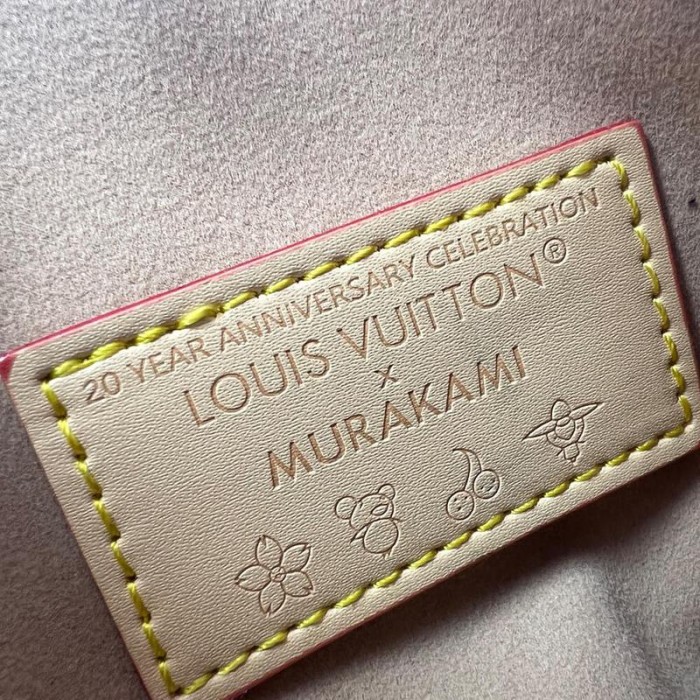 20 YEAR ANNIVERSARY CELEBRATION
LOUIS VUITTON®
x
MURAKAMI